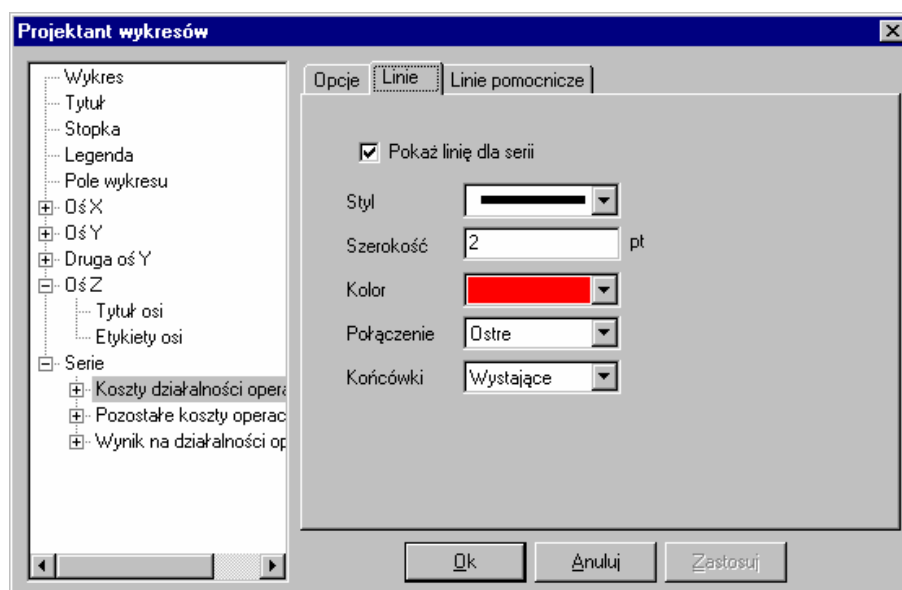 Projektant wykresów
Wykres
Tytuł
Stopka
Legenda
Pole wykresu
Oś X
Oś Y
Druga oś Y
Oś Z
Tytuł osi
Etykiety osi
Serie
Koszty działalności opera
Pozostałe koszty operac
Wynik na działalności op
Opcje
Linie
Linie pomocnicze
Pokaż linię dla serii
Styl
Szerokość 2 pt
Kolor
Połączenie Ostre
Końcówki Wystające
Ok Anuluj Zastosuj